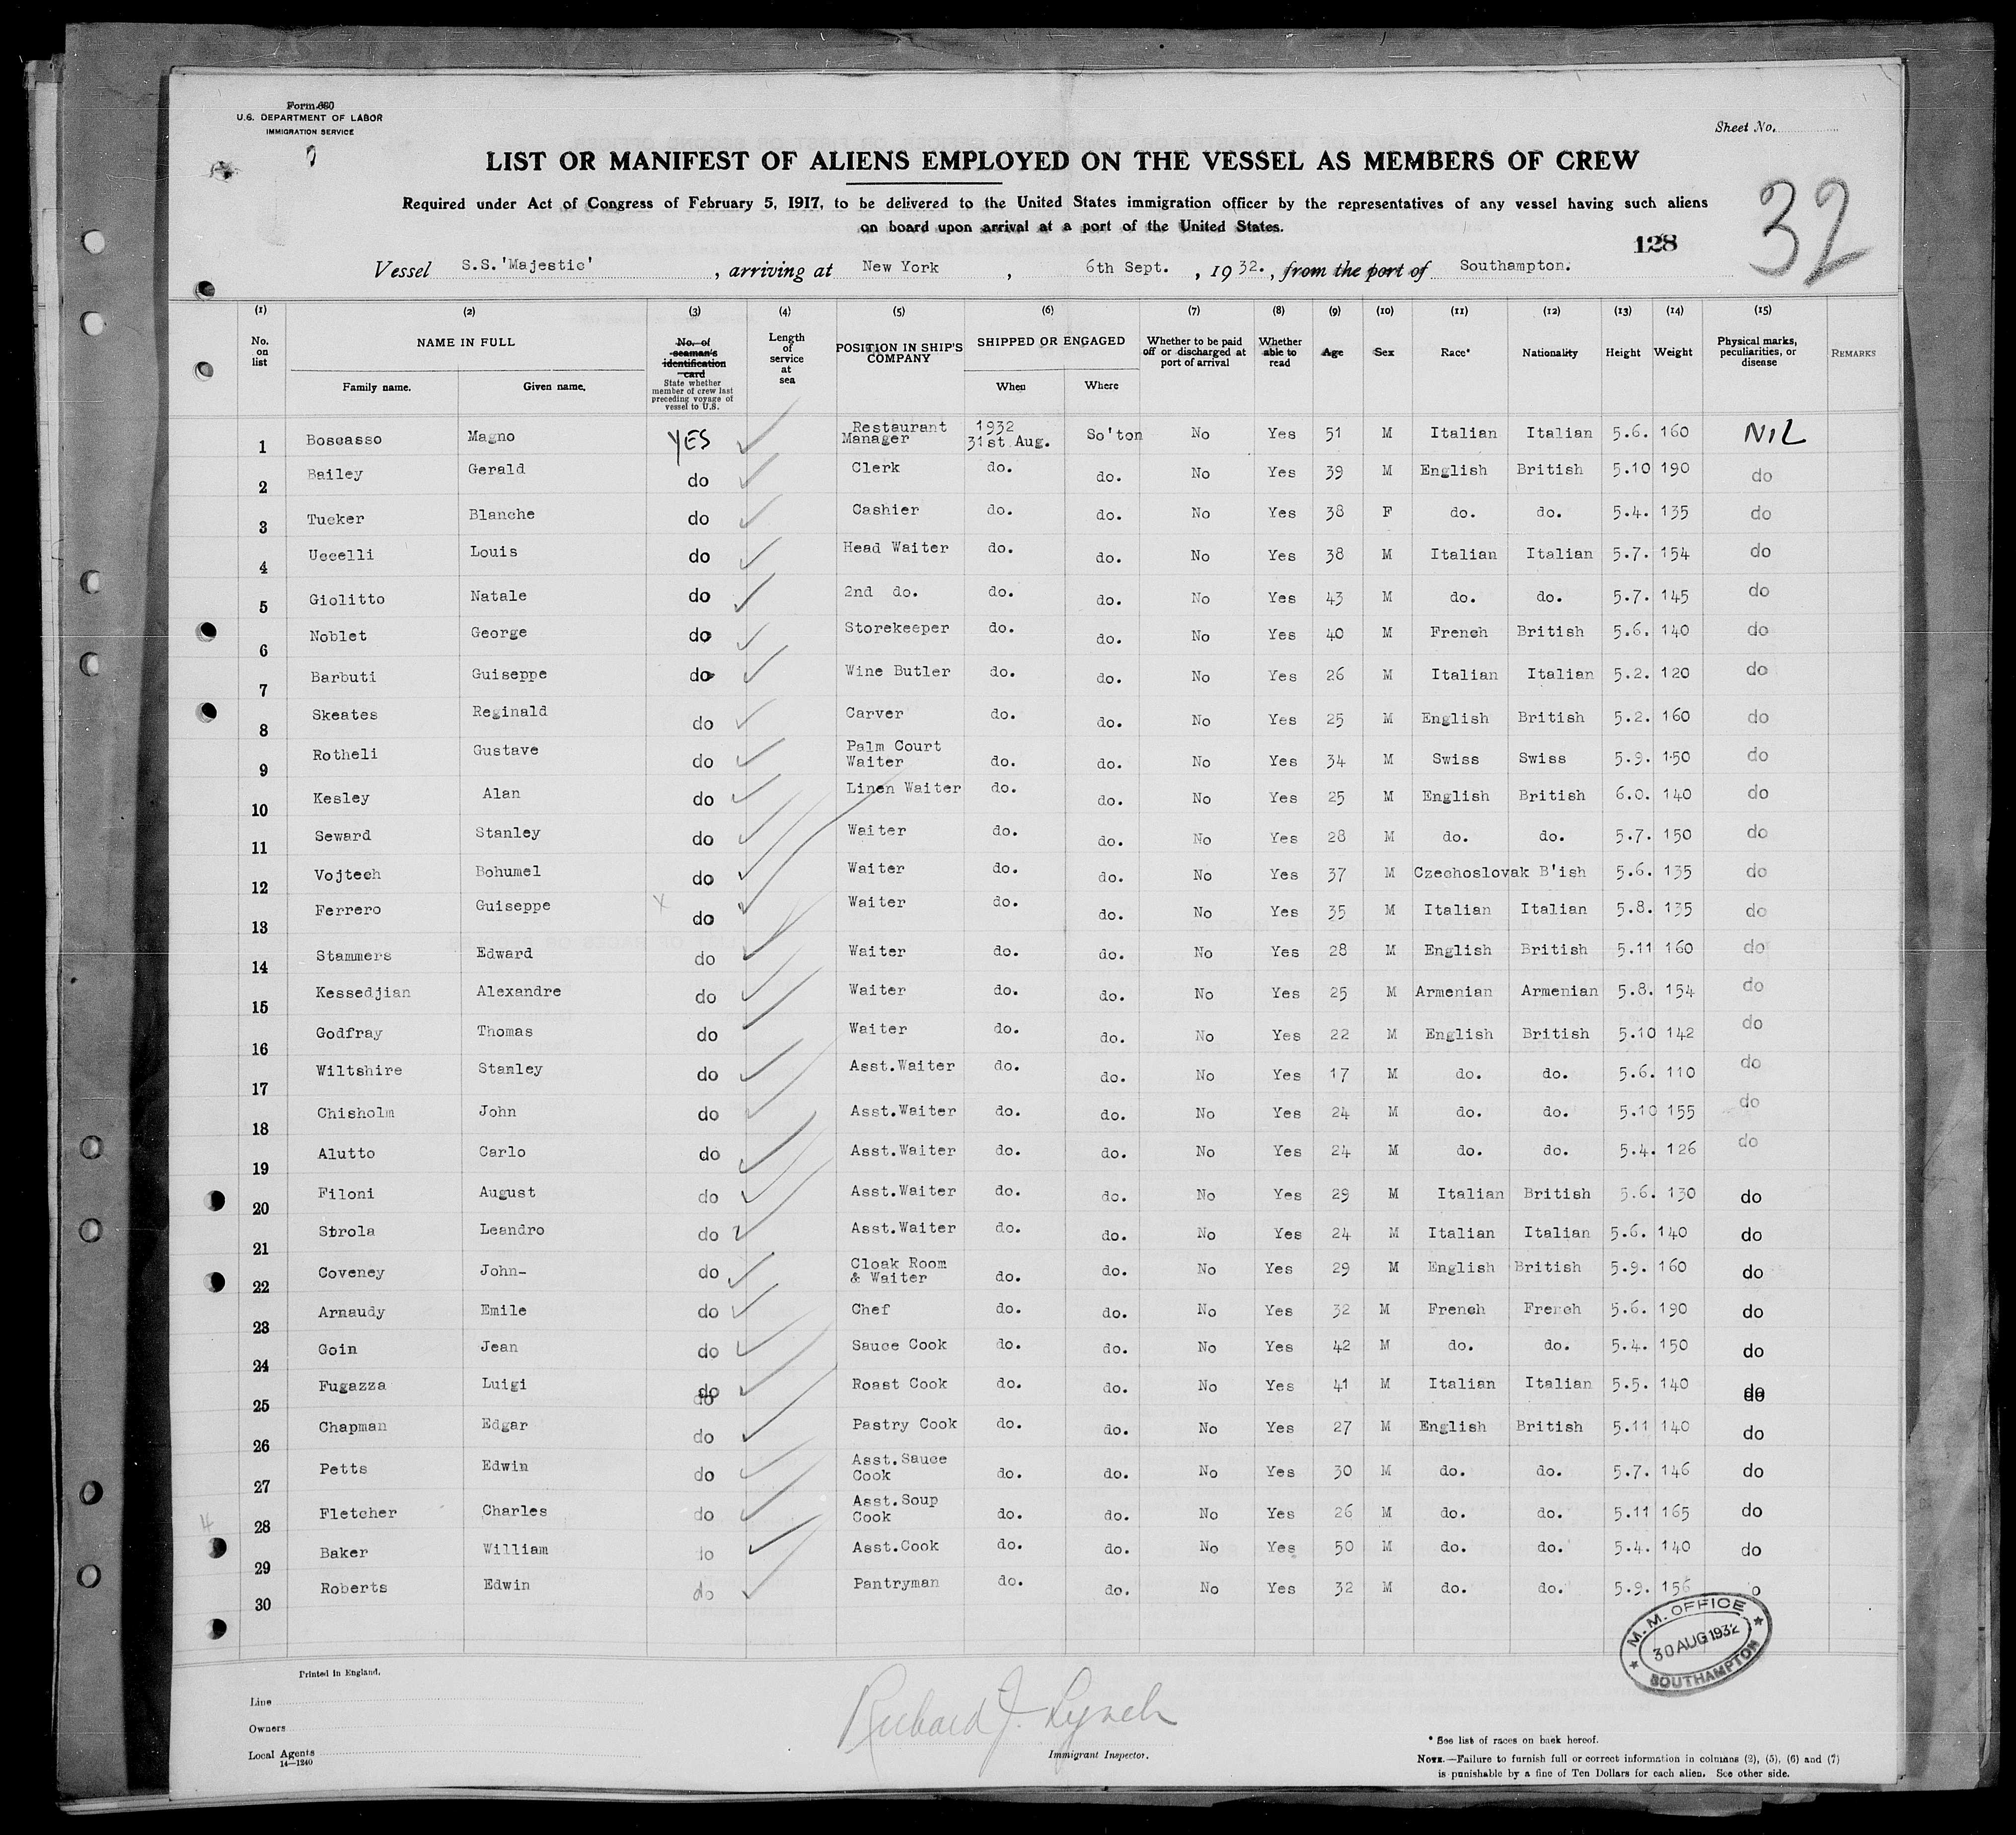 Form 680
U.S. DEPARTMENT OF LABOR
IMMIGRATION SERVICE
Sheet No.
LIST OR MANIFEST OF ALIENS EMPLOYED ON THE VESSEL AS MEMBERS OF CREW
Required under Act of Congress of February 5, 1917, to be delivered to the United States immigration officer by the representatives of any vessel having such aliens
on board upon arrival at a port of the United States.
32
128
Vessel S.S.'Majestic', arriving at New York, 6th Sept., 1932., from the port of Southampton.
(1) (2) (3) (4) (5) (6) (7) (8) (9) (10) (11) (12) (13) (14) (15)
No. on list NAME IN FULL Family name. Given name. No. of seaman's identification card State whether member of crew last preceding voyage of vessel to U.S. Length of service at sea POSITION IN SHIP'S COMPANY SHIPPED OR ENGAGED When Where Whether to be paid off or discharged at port of arrival Whether able to read Age Sex Race* Nationality Height Weight Physical marks, peculiarities, or disease REMARKS
1 Boscasso Magno YES Restaurant Manager 1932 31st Aug. So'ton No Yes 51 M Italian Italian 5.6. 160 NIL
2 Bailey Gerald do Clerk do. do. No Yes 39 M English British 5.10 190 do
3 Tucker Blanche do Cashier do. do. No Yes 38 F do. do. 5.4. 135 do
4 Uccelli Louis do Head Waiter do. do. No Yes 38 M Italian Italian 5.7. 154 do
5 Giolitto Natale do 2nd do. do. do. No Yes 43 M do. do. 5.7. 145 do
6 Noblet George do Storekeeper do. do. No Yes 40 M French British 5.6. 140 do
7 Barbuti Guiseppe do Wine Butler do. do. No Yes 26 M Italian Italian 5.2. 120 do
8 Skeates Reginald do Carver do. do. No Yes 25 M English British 5.2. 160 do
9 Rotheli Gustave do Palm Court Waiter do. do. No Yes 34 M Swiss Swiss 5.9. 150 do
10 Kesley Alan do Linen Waiter do. do. No Yes 25 M English British 6.0. 140 do
11 Seward Stanley do Waiter do. do. No Yes 28 M do. do. 5.7. 150 do
12 Vojtech Bohumel do Waiter do. do. No Yes 37 M Czechoslovak B'ish 5.6. 135 do
13 Ferrero Guiseppe x do Waiter do. do. No Yes 35 M Italian Italian 5.8. 135 do
14 Stammers Edward do Waiter do. do. No Yes 28 M English British 5.11 160 do
15 Kessedjian Alexandre do Waiter do. do. No Yes 25 M Armenian Armenian 5.8. 154 do
16 Godfray Thomas do Waiter do. do. No Yes 22 M English British 5.10 142 do
17 Wiltshire Stanley do Asst.Waiter do. do. No Yes 17 M do. do. 5.6. 110 do
18 Chisholm John do Asst.Waiter do. do. No Yes 24 M do. do. 5.10 155 do
19 Alutto Carlo do Asst.Waiter do. do. No Yes 24 M do. do. 5.4. 126 do
20 Filoni August do Asst.Waiter do. do. No Yes 29 M Italian British 5.6. 130 do
21 Strola Leandro do Asst.Waiter do. do. No Yes 24 M Italian Italian 5.6. 140 do
22 Coveney John- do Cloak Room & Waiter do. do. No Yes 29 M English British 5.9. 160 do
23 Arnaudy Emile do Chef do. do. No Yes 32 M French French 5.6. 190 do
24 Goin Jean do Sauce Cook do. do. No Yes 42 M do. do. 5.4. 150 do
25 Fugazza Luigi do Roast Cook do. do. No Yes 41 M Italian Italian 5.5. 140 do
26 Chapman Edgar do Pastry Cook do. do. No Yes 27 M English British 5.11 140 do
27 Petts Edwin do Asst.Sauce Cook do. do. No Yes 30 M do. do. 5.7. 146 do
28 Fletcher Charles do Asst.Soup Cook do. do. No Yes 26 M do. do. 5.11 165 do
29 Baker William do Asst.Cook do. do. No Yes 50 M do. do. 5.4. 140 do
30 Roberts Edwin do Pantryman do. do. No Yes 32 M do. do. 5.9. 156 o
M.M. OFFICE
30 AUG 1932
SOUTHAMPTON
Printed in England.
Line
Owners
Local Agents
14—1240
Richard J. Lynch
Immigrant Inspector.
* See list of races on back hereof.
NOTE.—Failure to furnish full or correct information in columns (2), (5), (6) and (7)
is punishable by a fine of Ten Dollars for each alien. See other side.